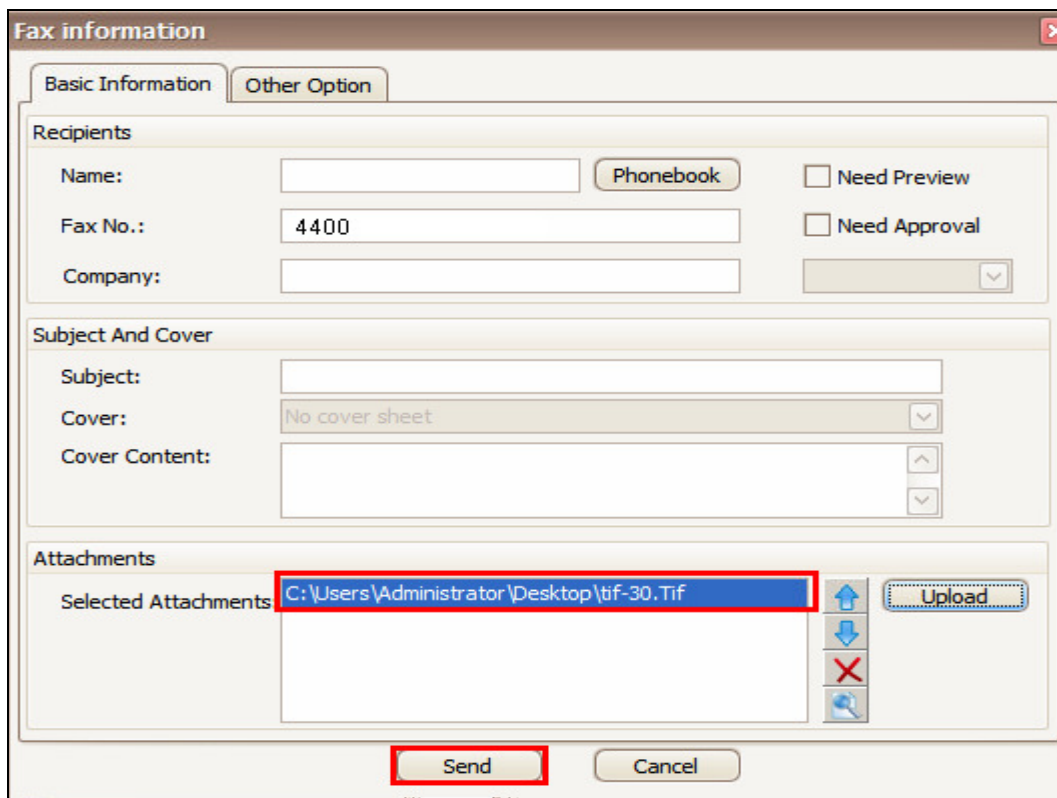 Fax information
Basic Information Other Option
Recipients
Name: Phonebook Need Preview
Fax No.: 4400 Need Approval
Company:
Subject And Cover
Subject:
Cover: No cover sheet
Cover Content:
Attachments
Selected Attachments: C:\Users\Administrator\Desktop\tif-30.Tif Upload
Send Cancel